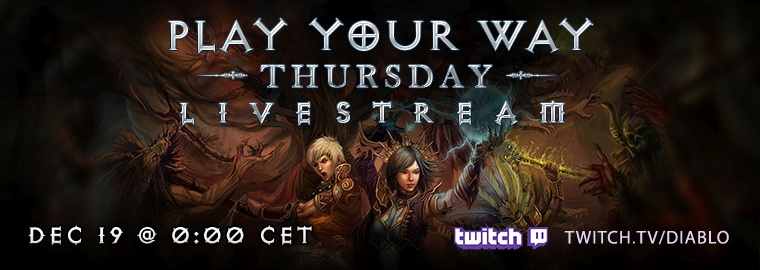 PLAY YOUR WAY
THURSDAY
LIVESTREAM
DEC 19 @ 0:00 CET
twitch TWITCH.TV/DIABLO